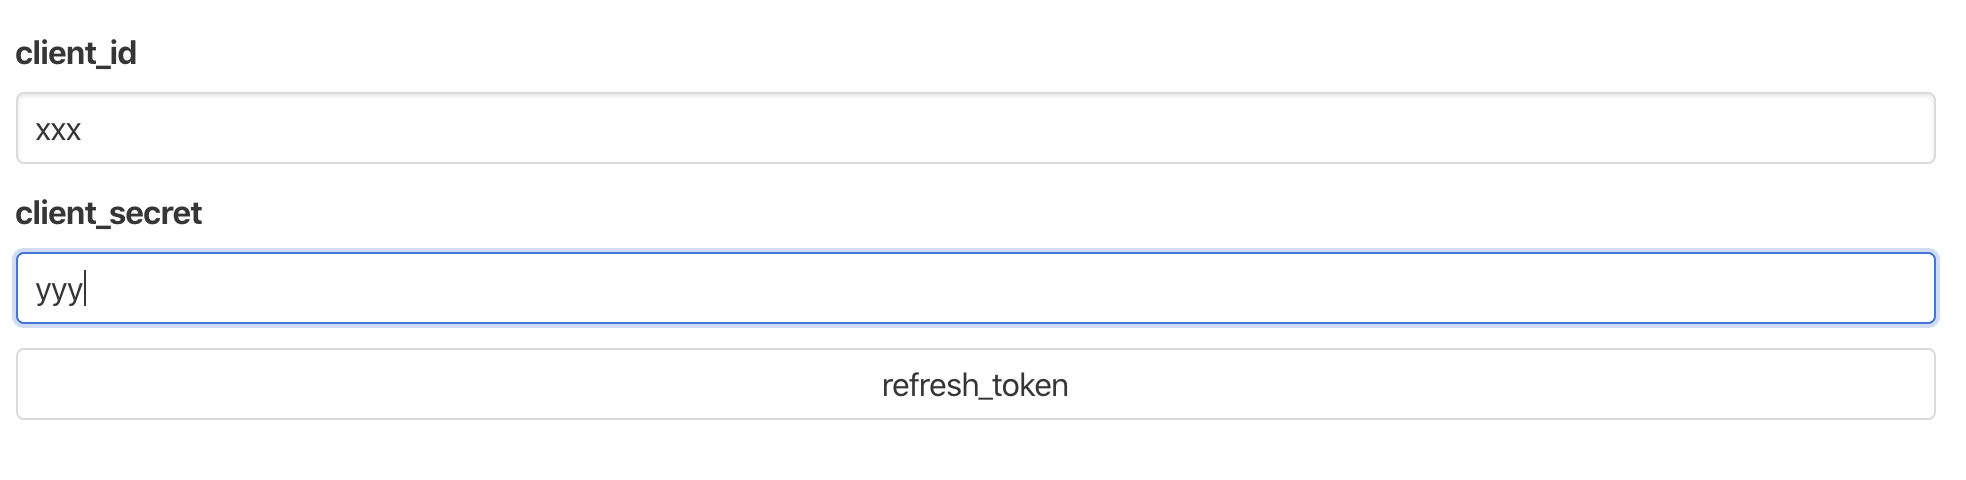 client_id
xxx
client_secret
yyy
refresh_token